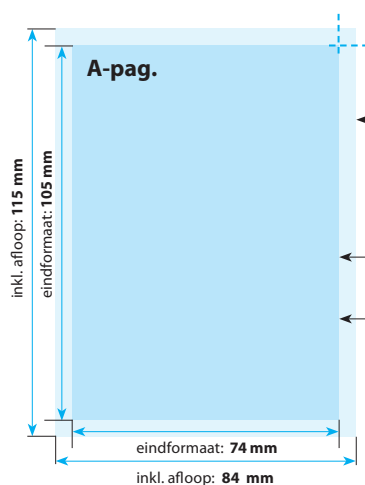 A-pag.
inkl. afloop: 115 mm
eindformaat: 105 mm
eindformaat: 74 mm
inkl. afloop: 84 mm